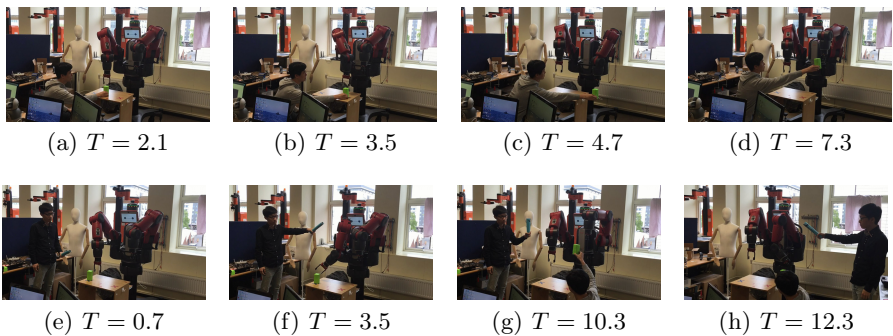 (a) T = 2.1
(b) T = 3.5
(c) T = 4.7
(d) T = 7.3
(e) T = 0.7
(f) T = 3.5
(g) T = 10.3
(h) T = 12.3